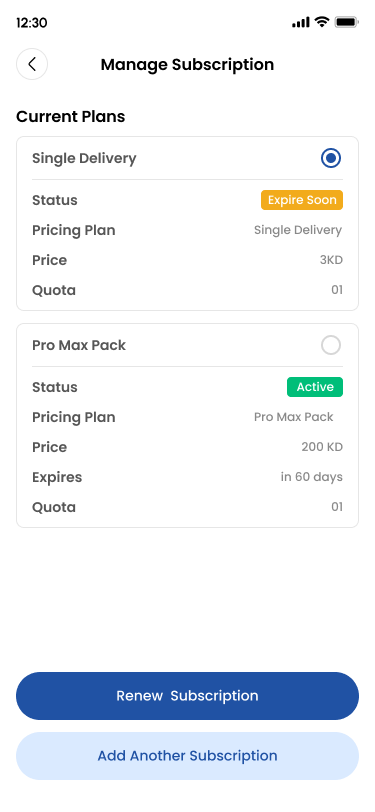 12:30
Manage Subscription
Current Plans
Single Delivery
Status Expire Soon
Pricing Plan Single Delivery
Price 3KD
Quota 01
Pro Max Pack
Status Active
Pricing Plan Pro Max Pack
Price 200 KD
Expires in 60 days
Quota 01
Renew Subscription
Add Another Subscription